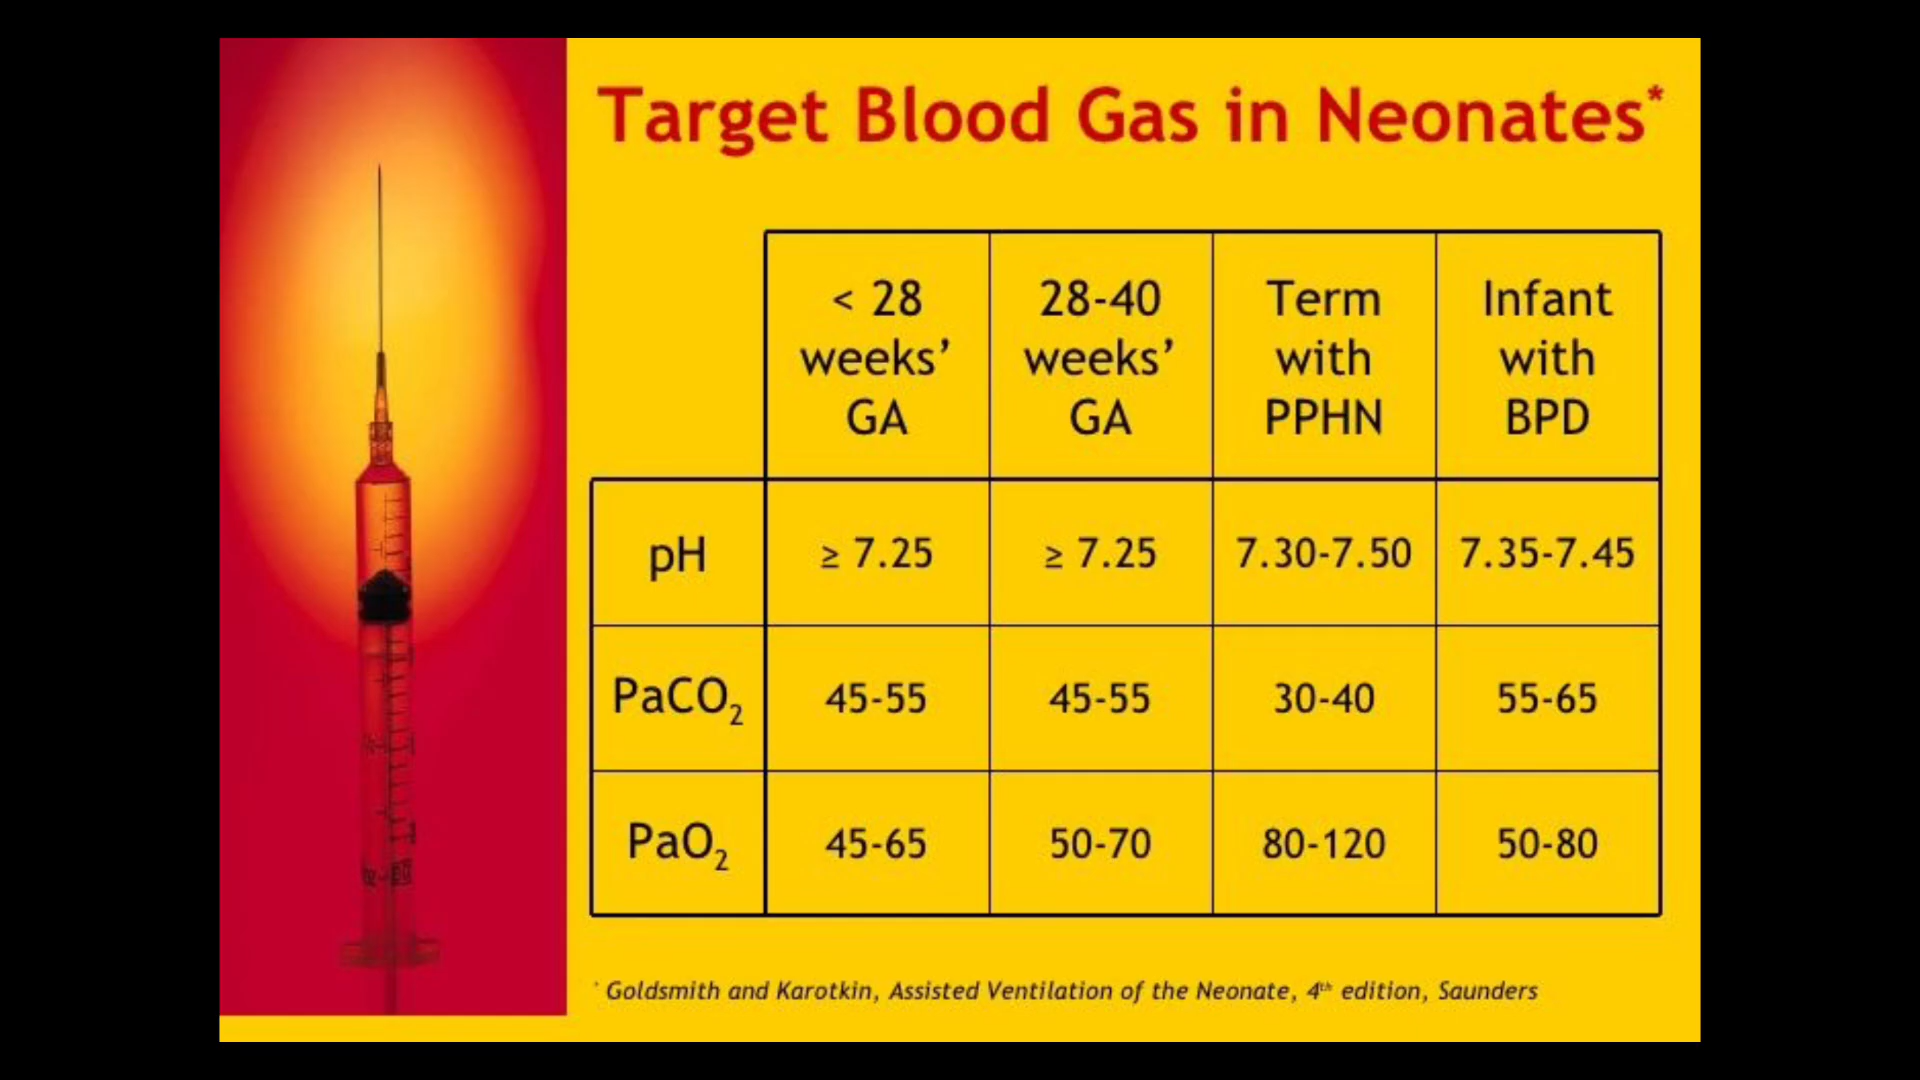 Target Blood Gas in Neonates*
< 28 weeks’ GA
28-40 weeks’ GA
Term with PPHN
Infant with BPD
pH ≥ 7.25 ≥ 7.25 7.30-7.50 7.35-7.45
PaCO₂ 45-55 45-55 30-40 55-65
PaO₂ 45-65 50-70 80-120 50-80
* Goldsmith and Karotkin, Assisted Ventilation of the Neonate, 4th edition, Saunders